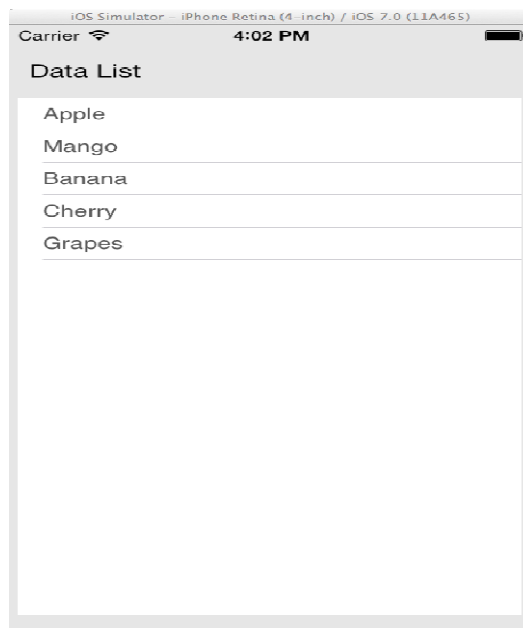 iOS Simulator – iPhone Retina (4-inch) / iOS 7.0 (11A465)
Carrier 4:02 PM
Data List
Apple
Mango
Banana
Cherry
Grapes